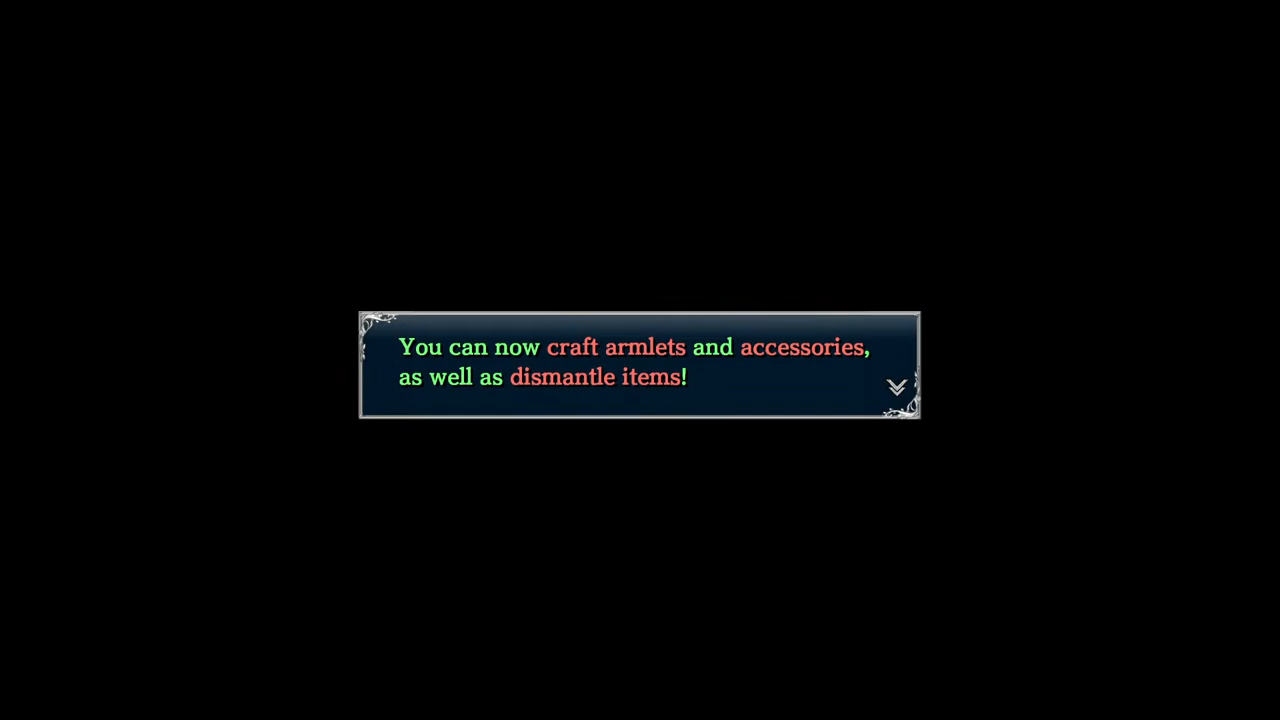 You can now craft armlets and accessories,
as well as dismantle items!